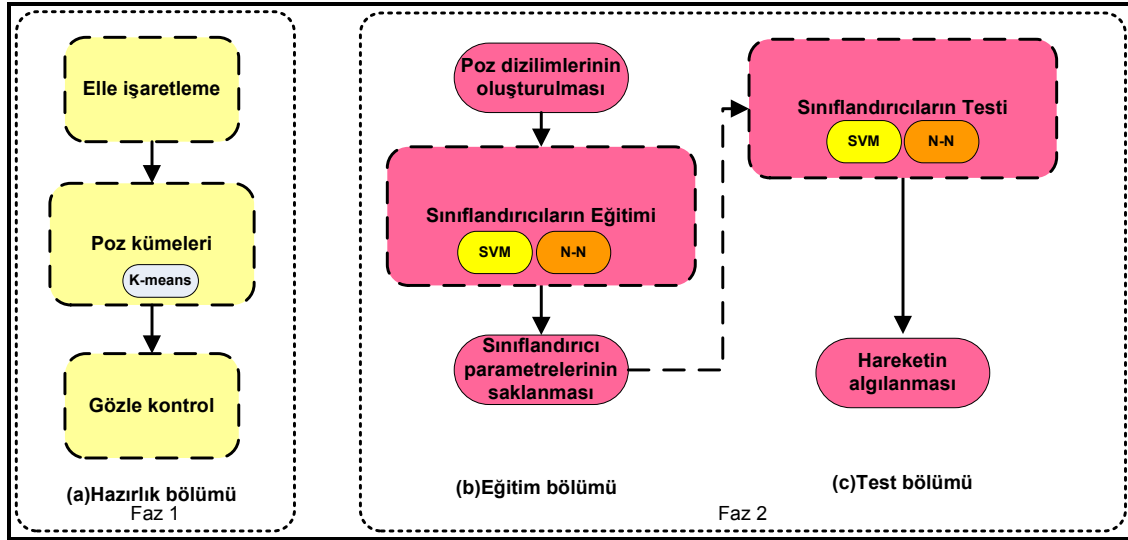 Elle işaretleme
Poz kümeleri
K-means
Gözle kontrol
(a)Hazırlık bölümü
Faz 1
Poz dizilimlerinin
oluşturulması
Sınıflandırıcıların Eğitimi
SVM
N-N
Sınıflandırıcı
parametrelerinin
saklanması
(b)Eğitim bölümü
Sınıflandırıcıların Testi
SVM
N-N
Hareketin
algılanması
(c)Test bölümü
Faz 2